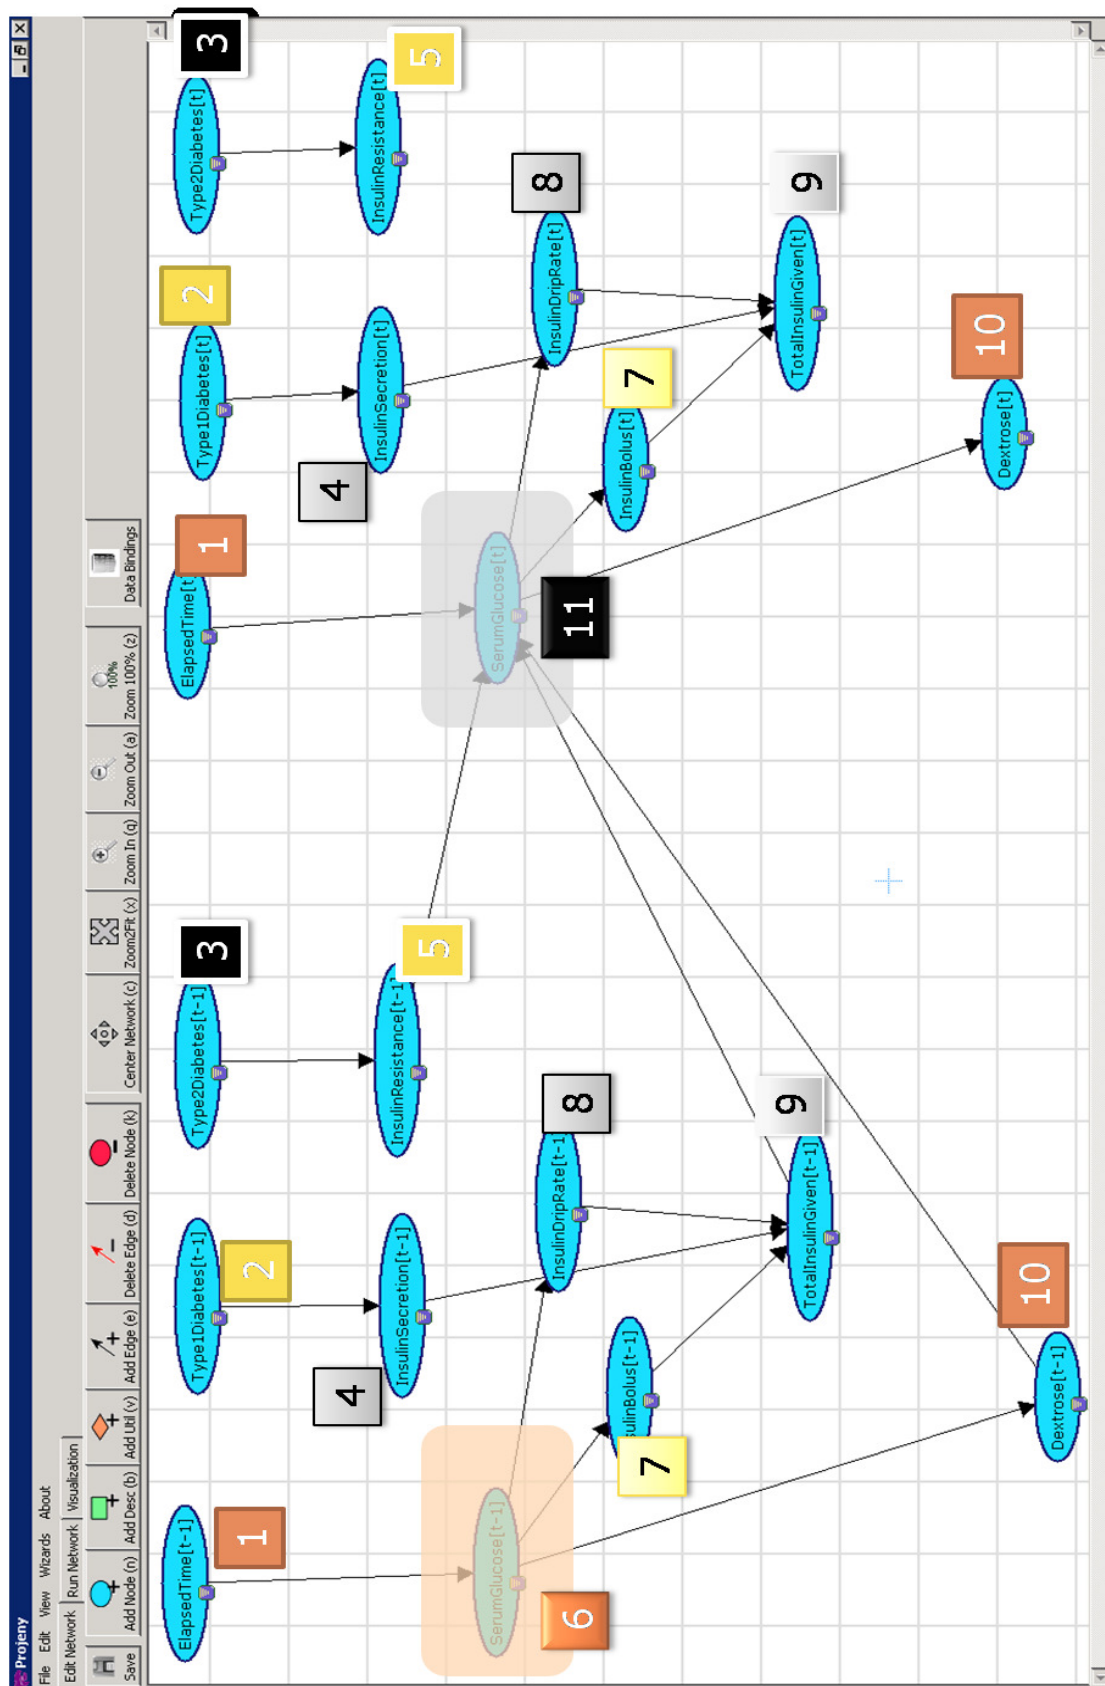 Projeny
File Edit View Wizards About
Edit Network Run Network Visualization
Save
Add Node (n)
Add Desc (b)
Add Util (v)
Add Edge (e)
Delete Edge (d)
Delete Node (k)
Center Network (c)
Zoom2Fit (x)
Zoom In (q)
Zoom Out (a)
100%
Zoom 100% (z)
Data Bindings
ElapsedTime[t-1]
1
Type1Diabetes[t-1]
2
Type2Diabetes[t-1]
3
ElapsedTime[t
1
Type1Diabetes[t]
2
Type2Diabetes[t]
3
4
InsulinSecretion[t-1]
InsulinResistance[t-1
5
4
InsulinSecretion[t]
InsulinResistance[t]
5
SerumGlucose[t-1]
6
SerumGlucose[t]
11
InsulinDripRate[t-1
8
InsulinDripRate[t]
8
7
sulinBolus[t-1]
InsulinBolus[t]
7
TotalInsulinGiven[t-1]
9
TotalInsulinGiven[t]
9
Dextrose[t-1]
10
Dextrose[t]
10